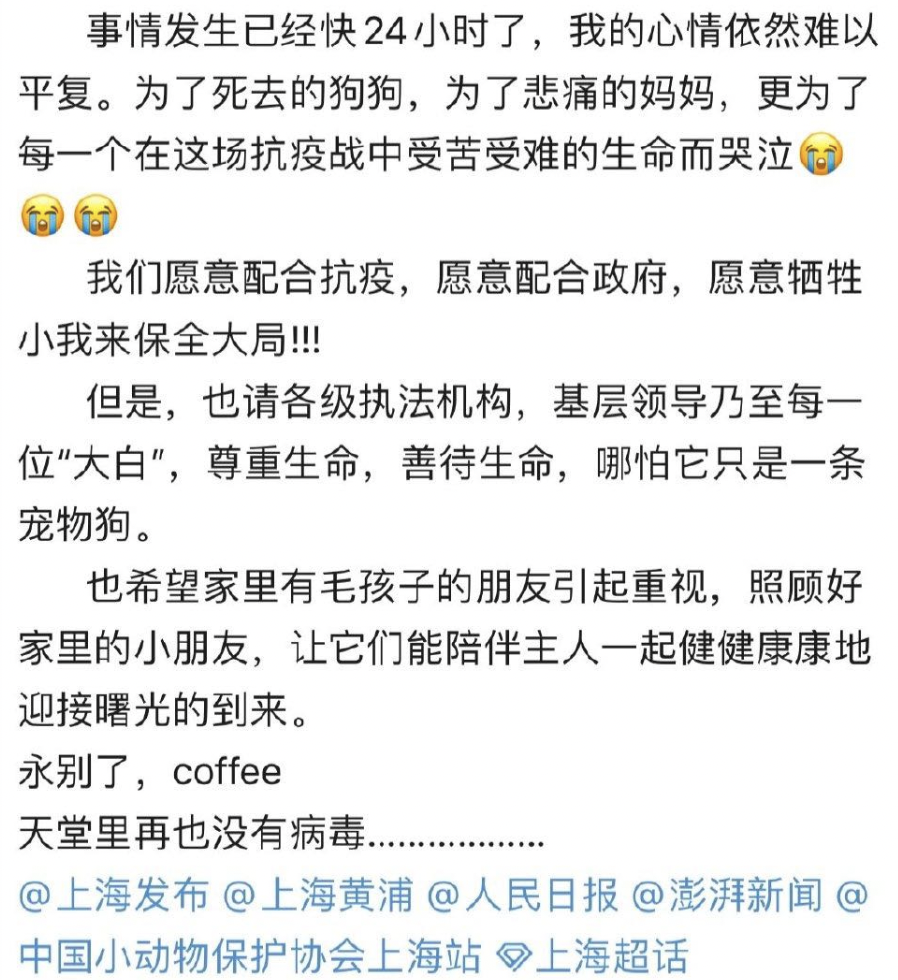 事情发生已经快24小时了，我的心情依然难以
平复。为了死去的狗狗，为了悲痛的妈妈，更为了
每一个在这场抗疫战中受苦受难的生命而哭泣😭
😭😭
我们愿意配合抗疫，愿意配合政府，愿意牺牲
小我来保全大局!!!
但是，也请各级执法机构，基层领导乃至每一
位“大白”，尊重生命，善待生命，哪怕它只是一条
宠物狗。
也希望家里有毛孩子的朋友引起重视，照顾好
家里的小朋友，让它们能陪伴主人一起健健康康地
迎接曙光的到来。
永别了，coffee
天堂里再也没有病毒………………
@上海发布 @上海黄浦 @人民日报 @澎湃新闻 @
中国小动物保护协会上海站 上海超话